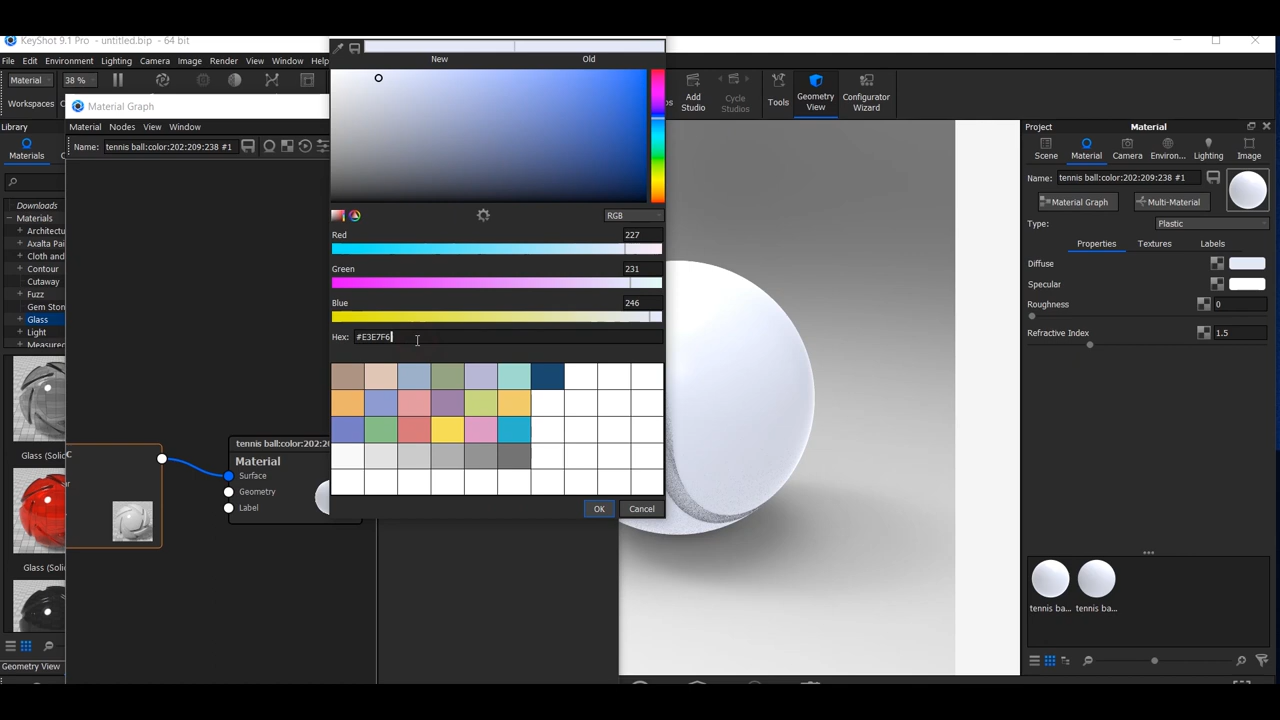 KeyShot 9.1 Pro - untitled.bip - 64 bit
File Edit Environment Lighting Camera Image Render View Window Help
Material
38 %
Workspaces
Add
Studio
Cycle
Studios
Tools
Geometry
View
Configurator
Wizard
New
Old
Material Graph
Material Nodes View Window
Name: tennis ball:color:202:209:238 #1
Library
Materials
Downloads
Materials
Architectu
Axalta Pai
Cloth and
Contour
Cutaway
Fuzz
Gem Ston
Glass
Light
Measured
Glass (Solid
Glass (Soli
Geometry View
RGB
Red
227
Green
231
Blue
246
Hex: #E3E7F6
OK
Cancel
tennis ball:color:202:20
Material
Surface
Geometry
Label
Project
Material
Scene
Material
Camera
Environ...
Lighting
Image
Name: tennis ball:color:202:209:238 #1
Material Graph
Multi-Material
Type:
Plastic
Properties
Textures
Labels
Diffuse
Specular
Roughness
0
Refractive Index
1.5
tennis ba...
tennis ba...